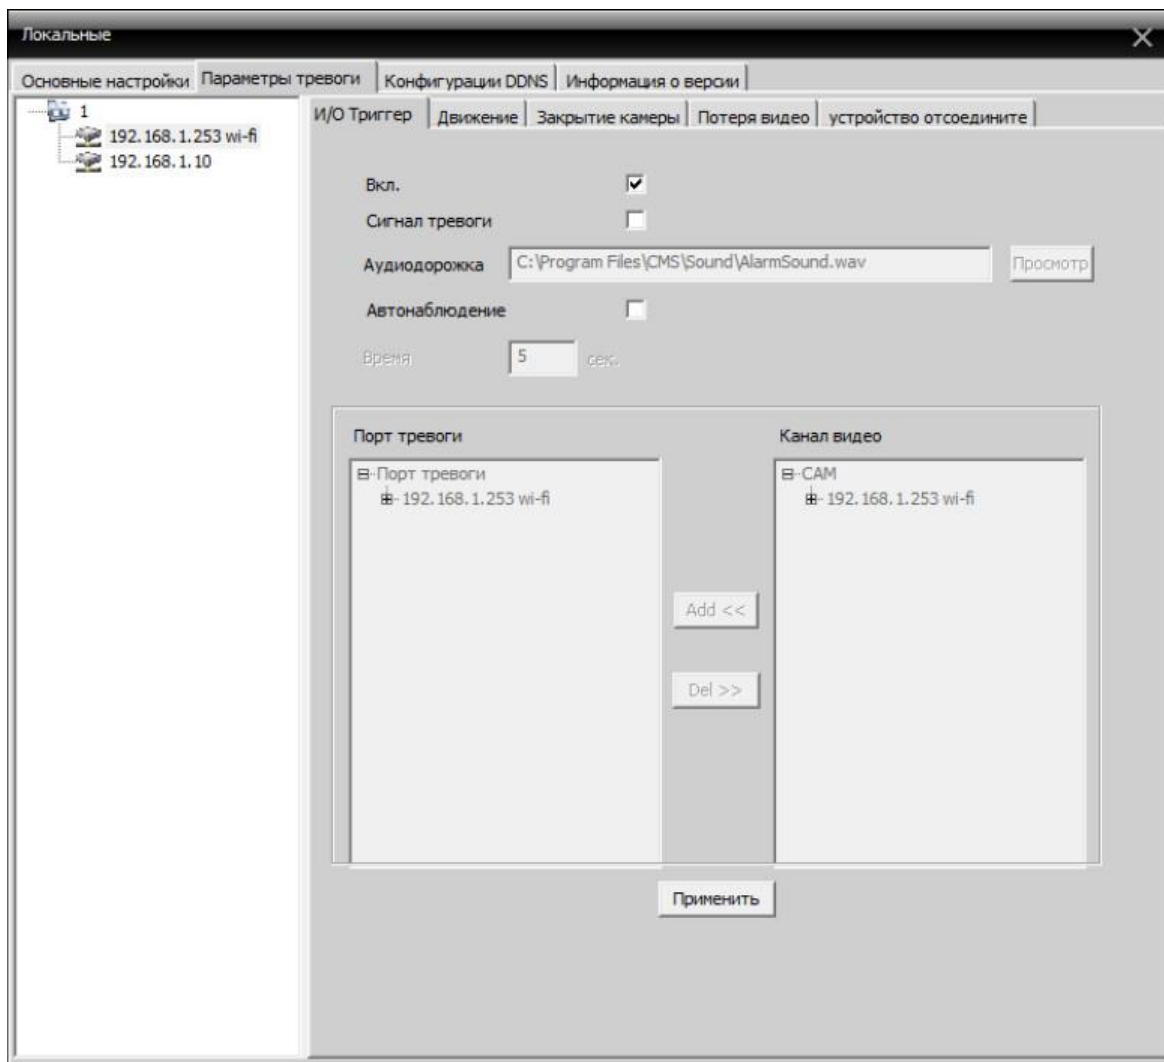 Локальные
Основные настройки Параметры тревоги Конфигурации DDNS Информация о версии
1
192.168.1.253 wi-fi
192.168.1.10
И/О Триггер Движение Закрытие камеры Потеря видео устройство отсоедините
Вкл.
Сигнал тревоги
Аудиодорожка C:\Program Files\CMS\Sound\AlarmSound.wav Просмотр
Автонаблюдение
Время 5 сек.
Порт тревоги Канал видео
Порт тревоги CAM
192.168.1.253 wi-fi 192.168.1.253 wi-fi
Add <<
Del >>
Применить